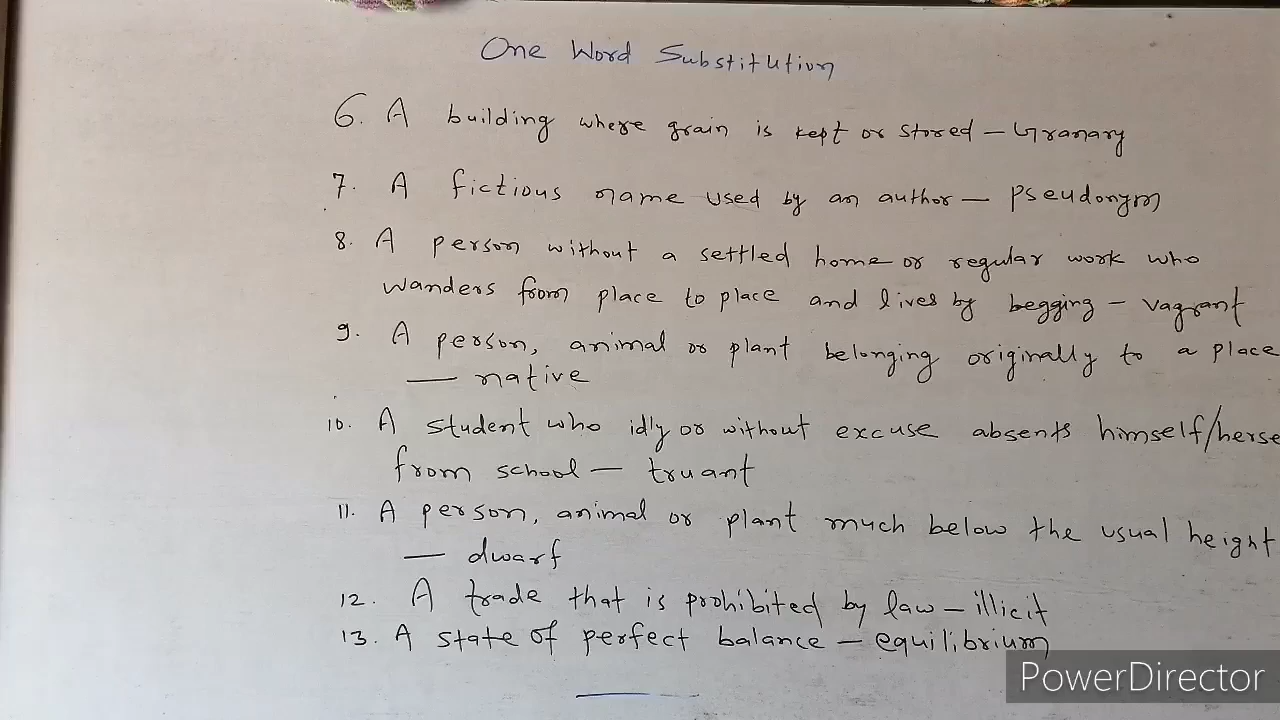 One Word Substitution
6. A building where grain is kept or stored – Granary
7. A fictious name used by an author – Pseudonym
8. A person without a settled home or regular work who
wanders from place to place and lives by begging – vagrant
9. A person, animal or plant belonging originally to a place
— native
10. A student who idly or without excuse absents himself/herse
from school – truant
11. A person, animal or plant much below the usual height
— dwarf
12. A trade that is prohibited by law – illicit
13. A state of perfect balance – equilibrium
PowerDirector